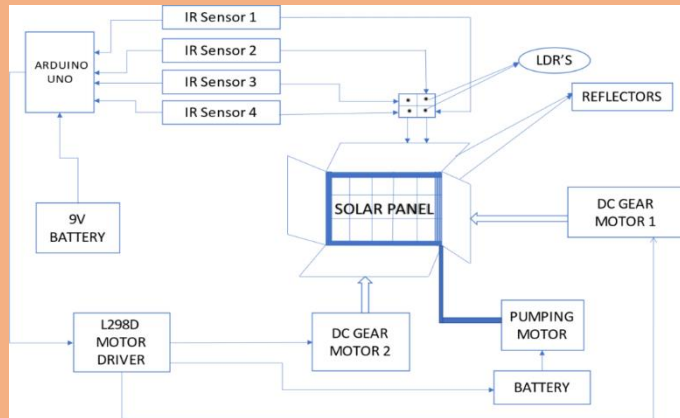 IR Sensor 1
IR Sensor 2
IR Sensor 3
IR Sensor 4
ARDUINO
UNO
LDR'S
REFLECTORS
9V
BATTERY
SOLAR PANEL
DC GEAR
MOTOR 1
L298D
MOTOR
DRIVER
DC GEAR
MOTOR 2
PUMPING
MOTOR
BATTERY